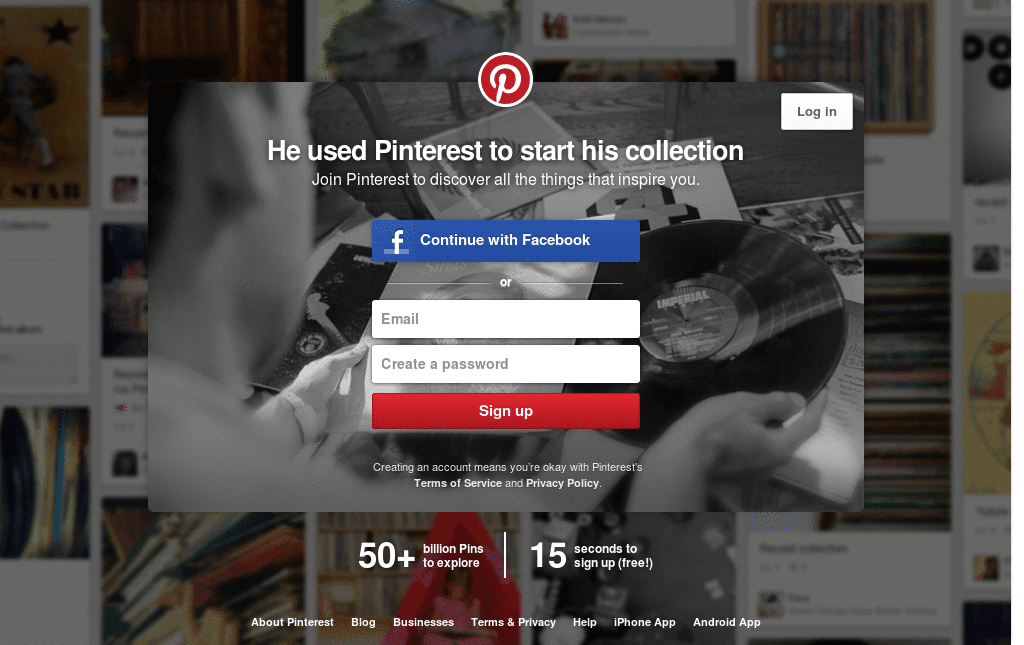 Log in
He used Pinterest to start his collection
Join Pinterest to discover all the things that inspire you.
f Continue with Facebook
or
IMPERIAL
Email
Create a password
Sign up
Creating an account means you're okay with Pinterest's
Terms of Service and Privacy Policy.
50+ billion Pins
to explore
15 seconds to
sign up (free!)
Record collection
About Pinterest Blog Businesses Terms & Privacy Help iPhone App Android App